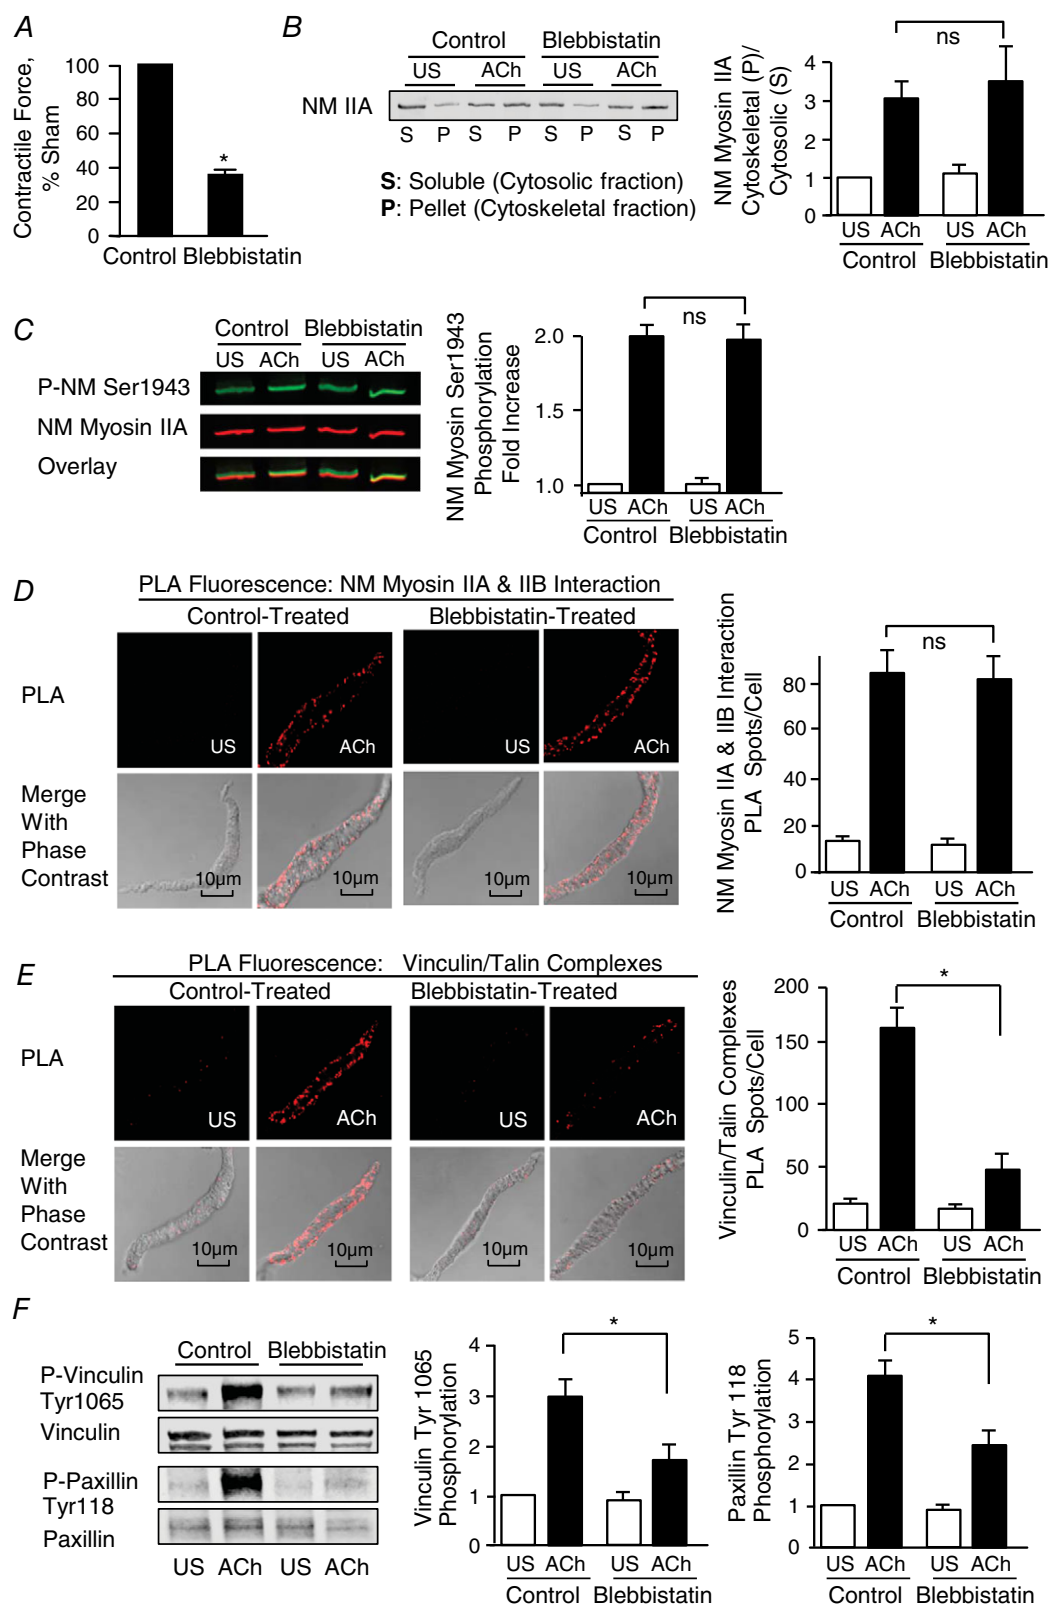 A
Contractile Force,
% Sham
100
80
60
40
20
0
*
Control Blebbistatin
B
Control Blebbistatin
US ACh US ACh
NM IIA
S P S P S P S P
S: Soluble (Cytosolic fraction)
P: Pellet (Cytoskeletal fraction)
NM Myosin IIA
Cytoskeletal (P)/
Cytosolic (S)
4
3
2
1
0
ns
US ACh US ACh
Control Blebbistatin
C
Control Blebbistatin
US ACh US ACh
P-NM Ser1943
NM Myosin IIA
Overlay
NM Myosin Ser1943
Phosphorylation
Fold Increase
2.0
1.5
1.0
ns
US ACh US ACh
Control Blebbistatin
D
PLA Fluorescence: NM Myosin IIA & IIB Interaction
Control-Treated Blebbistatin-Treated
PLA
US ACh US ACh
Merge
With
Phase
Contrast
10µm 10µm 10µm 10µm
NM Myosin IIA & IIB Interaction
PLA Spots/Cell
80
60
40
20
0
ns
US ACh US ACh
Control Blebbistatin
E
PLA Fluorescence: Vinculin/Talin Complexes
Control-Treated Blebbistatin-Treated
PLA
US ACh US ACh
Merge
With
Phase
Contrast
10µm 10µm 10µm 10µm
Vinculin/Talin Complexes
PLA Spots/Cell
200
150
100
50
0
*
US ACh US ACh
Control Blebbistatin
F
Control Blebbistatin
P-Vinculin
Tyr1065
Vinculin
P-Paxillin
Tyr118
Paxillin
US ACh US ACh
Vinculin Tyr 1065
Phosphorylation
4
3
2
1
0
*
US ACh US ACh
Control Blebbistatin
Paxillin Tyr 118
Phosphorylation
5
4
3
2
1
0
*
US ACh US ACh
Control Blebbistatin